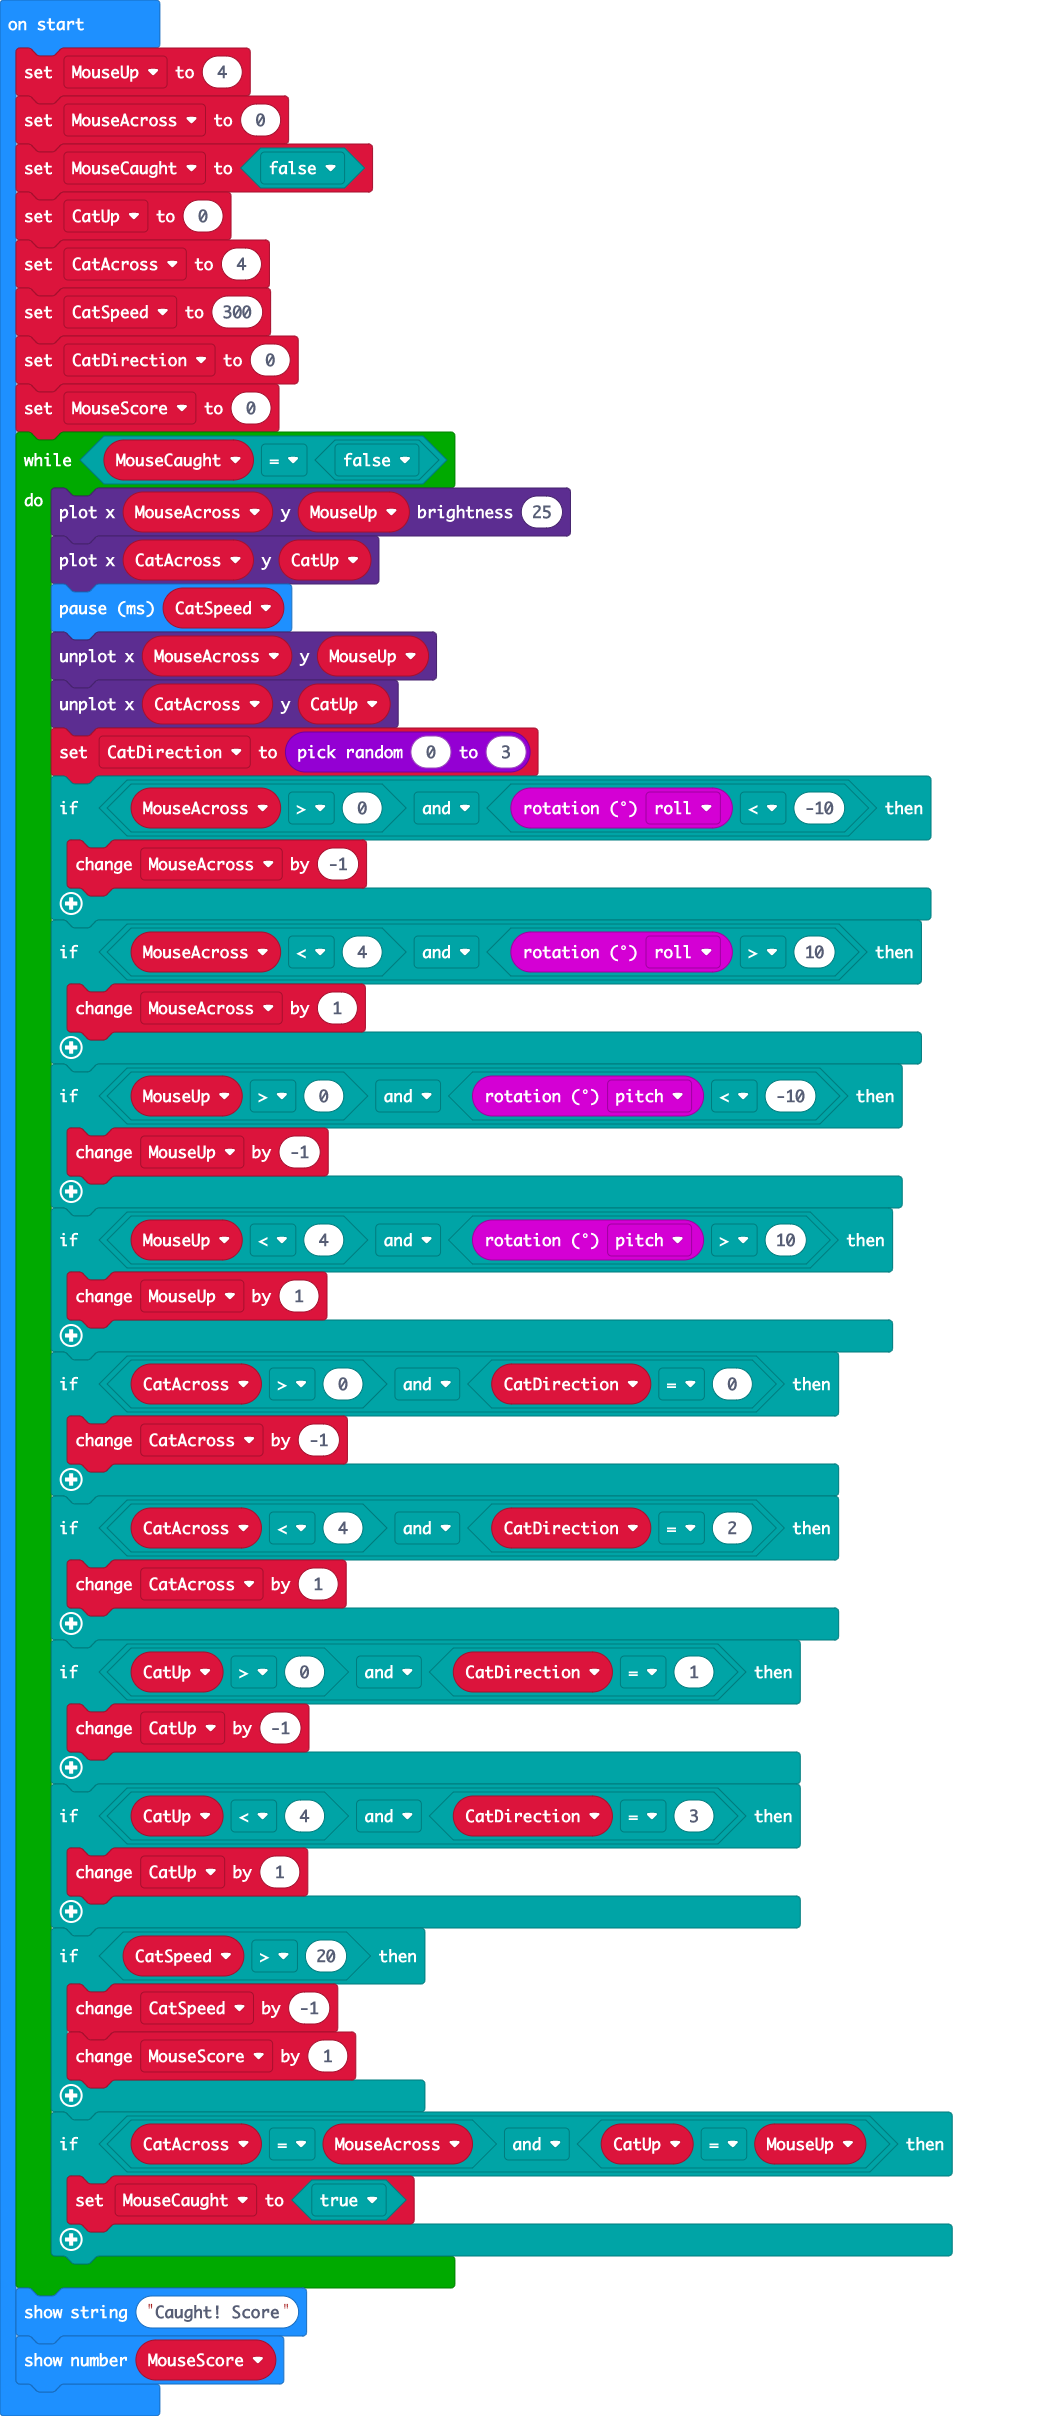 on start
set MouseUp to 4
set MouseAcross to 0
set MouseCaught to false
set CatUp to 0
set CatAcross to 4
set CatSpeed to 300
set CatDirection to 0
set MouseScore to 0
while MouseCaught = false
do
plot x MouseAcross y MouseUp brightness 25
plot x CatAcross y CatUp
pause (ms) CatSpeed
unplot x MouseAcross y MouseUp
unplot x CatAcross y CatUp
set CatDirection to pick random 0 to 3
if MouseAcross > 0 and rotation (°) roll < -10 then
change MouseAcross by -1
if MouseAcross < 4 and rotation (°) roll > 10 then
change MouseAcross by 1
if MouseUp > 0 and rotation (°) pitch < -10 then
change MouseUp by -1
if MouseUp < 4 and rotation (°) pitch > 10 then
change MouseUp by 1
if CatAcross > 0 and CatDirection = 0 then
change CatAcross by -1
if CatAcross < 4 and CatDirection = 2 then
change CatAcross by 1
if CatUp > 0 and CatDirection = 1 then
change CatUp by -1
if CatUp < 4 and CatDirection = 3 then
change CatUp by 1
if CatSpeed > 20 then
change CatSpeed by -1
change MouseScore by 1
if CatAcross = MouseAcross and CatUp = MouseUp then
set MouseCaught to true
show string "Caught! Score"
show number MouseScore